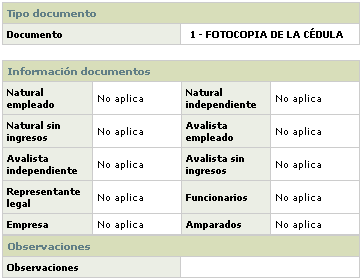 Tipo documento
Documento 1 - FOTOCOPIA DE LA CÉDULA
Información documentos
Natural empleado No aplica Natural independiente No aplica
Natural sin ingresos No aplica Avalista empleado No aplica
Avalista independiente No aplica Avalista sin ingresos No aplica
Representante legal No aplica Funcionarios No aplica
Empresa No aplica Amparados No aplica
Observaciones
Observaciones